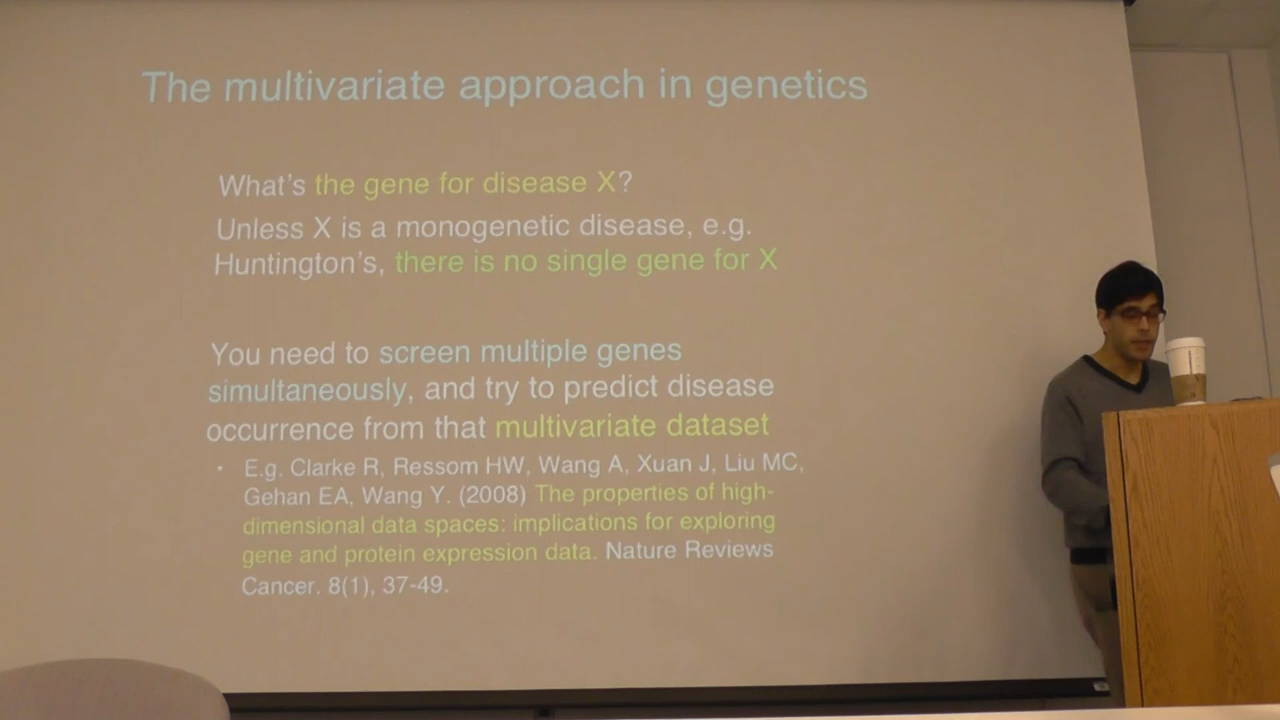 The multivariate approach in genetics
What's the gene for disease X?
Unless X is a monogenetic disease, e.g.
Huntington's, there is no single gene for X
You need to screen multiple genes
simultaneously, and try to predict disease
occurrence from that multivariate dataset
• E.g. Clarke R, Ressom HW, Wang A, Xuan J, Liu MC,
Gehan EA, Wang Y. (2008) The properties of high-
dimensional data spaces: implications for exploring
gene and protein expression data. Nature Reviews
Cancer. 8(1), 37-49.